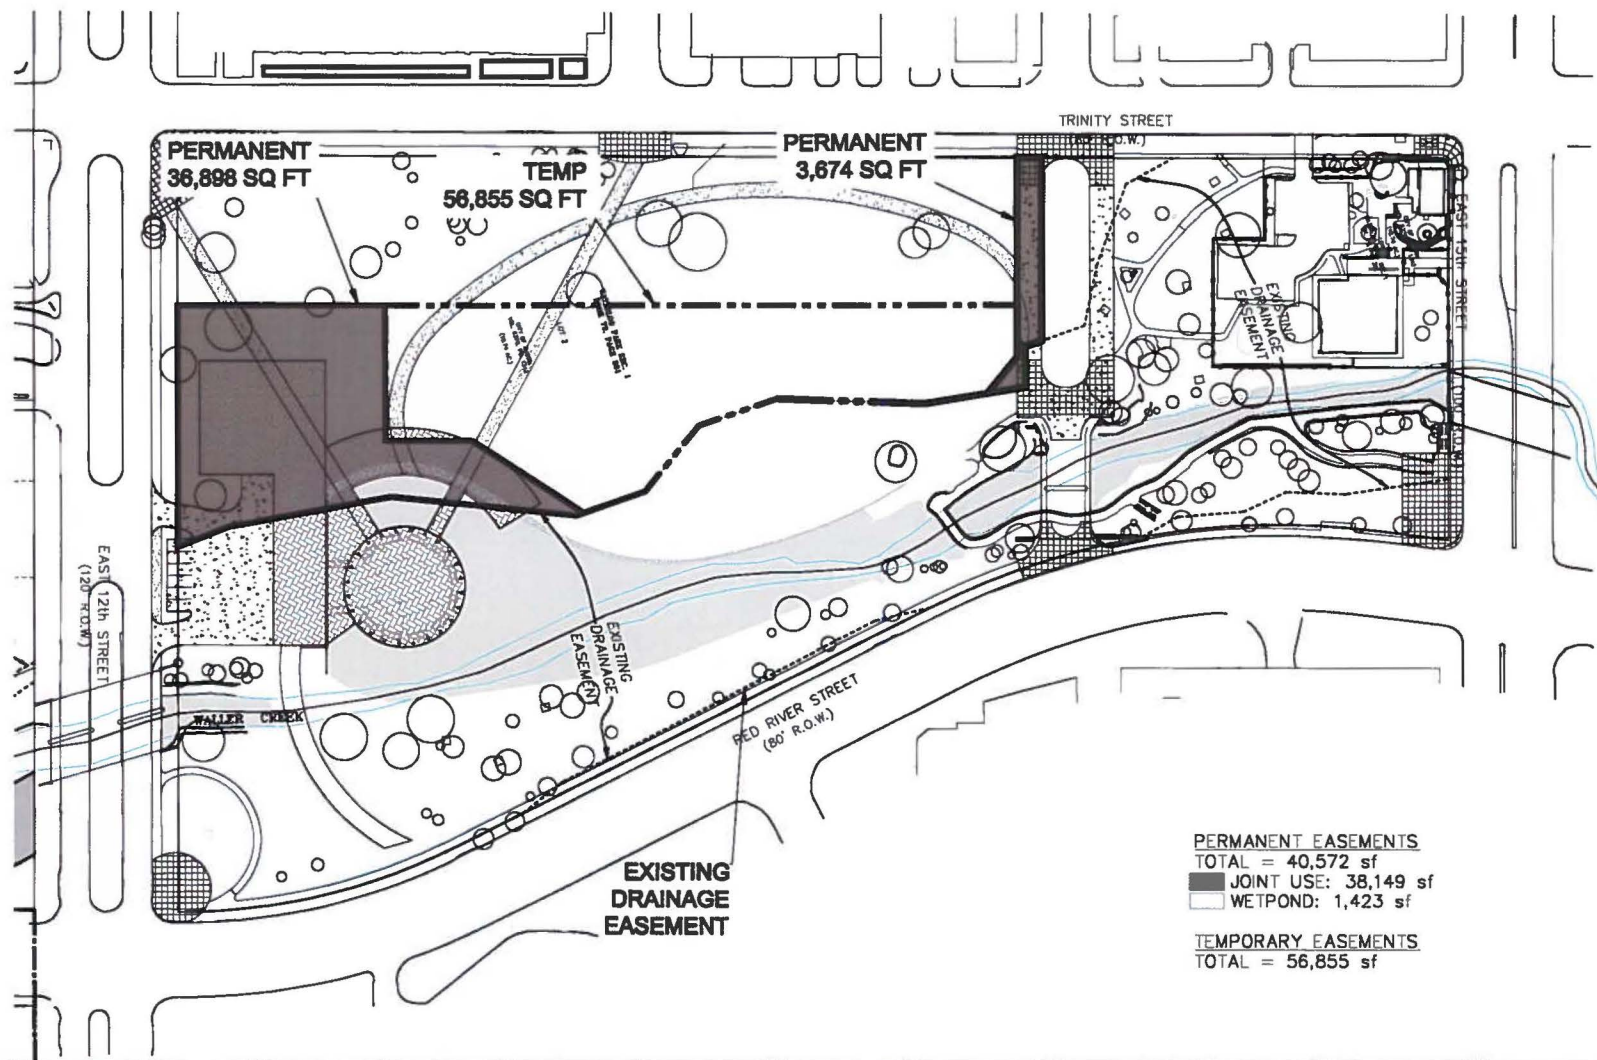 TRINITY STREET
PERMANENT
36,898 SQ FT
TEMP
56,855 SQ FT
PERMANENT
3,674 SQ FT
EAST 15th STREET
EXISTING
DRAINAGE
EASEMENT
LOT 2
EAST 12th STREET
(120' R.O.W.)
EXISTING
DRAINAGE
EASEMENT
WALLER CREEK
RED RIVER STREET
(80' R.O.W.)
EXISTING
DRAINAGE
EASEMENT
PERMANENT EASEMENTS
TOTAL = 40,572 sf
JOINT USE: 38,149 sf
WETPOND: 1,423 sf
TEMPORARY EASEMENTS
TOTAL = 56,855 sf